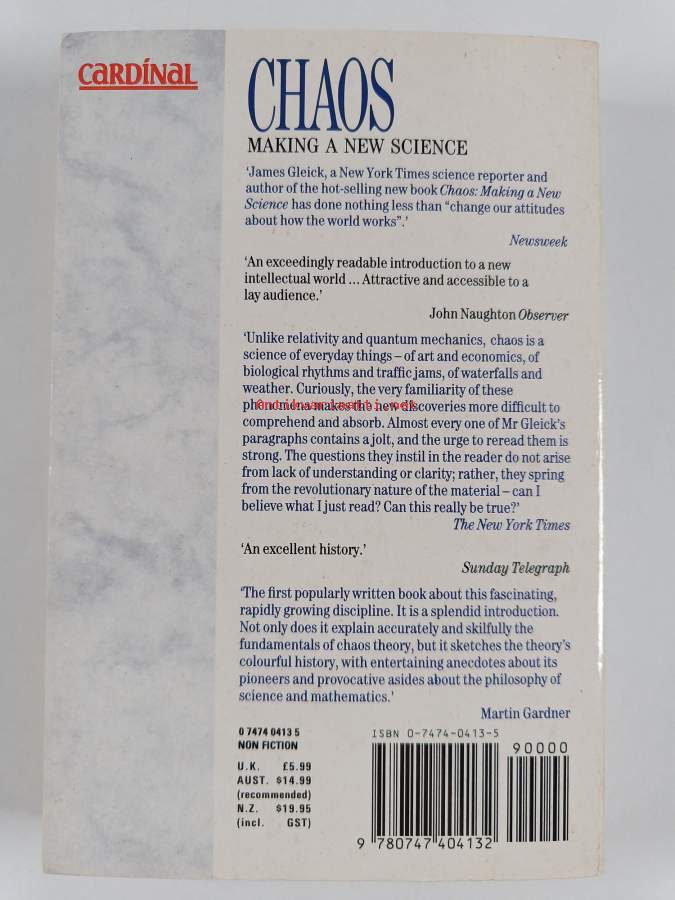 CARDÍNAL
CHAOS
MAKING A NEW SCIENCE
‘James Gleick, a New York Times science reporter and
author of the hot-selling new book Chaos: Making a New
Science has done nothing less than “change our attitudes
about how the world works”.’
Newsweek
‘An exceedingly readable introduction to a new
intellectual world ... Attractive and accessible to a
lay audience.’
John Naughton Observer
‘Unlike relativity and quantum mechanics, chaos is a
science of everyday things – of art and economics, of
biological rhythms and traffic jams, of waterfalls and
weather. Curiously, the very familiarity of these
phenomena makes the new discoveries more difficult to
comprehend and absorb. Almost every one of Mr Gleick’s
paragraphs contains a jolt, and the urge to reread them is
strong. The questions they instil in the reader do not arise
from lack of understanding or clarity; rather, they spring
from the revolutionary nature of the material – can I
believe what I just read? Can this really be true?’
The New York Times
‘An excellent history.’
Sunday Telegraph
‘The first popularly written book about this fascinating,
rapidly growing discipline. It is a splendid introduction.
Not only does it explain accurately and skilfully the
fundamentals of chaos theory, but it sketches the theory’s
colourful history, with entertaining anecdotes about its
pioneers and provocative asides about the philosophy of
science and mathematics.’
Martin Gardner
0 7474 0413 5
NON FICTION
U.K. £5.99
AUST. $14.99
(recommended)
N.Z. $19.95
(incl. GST)
ISBN 0-7474-0413-5
90000
9 780747 404132